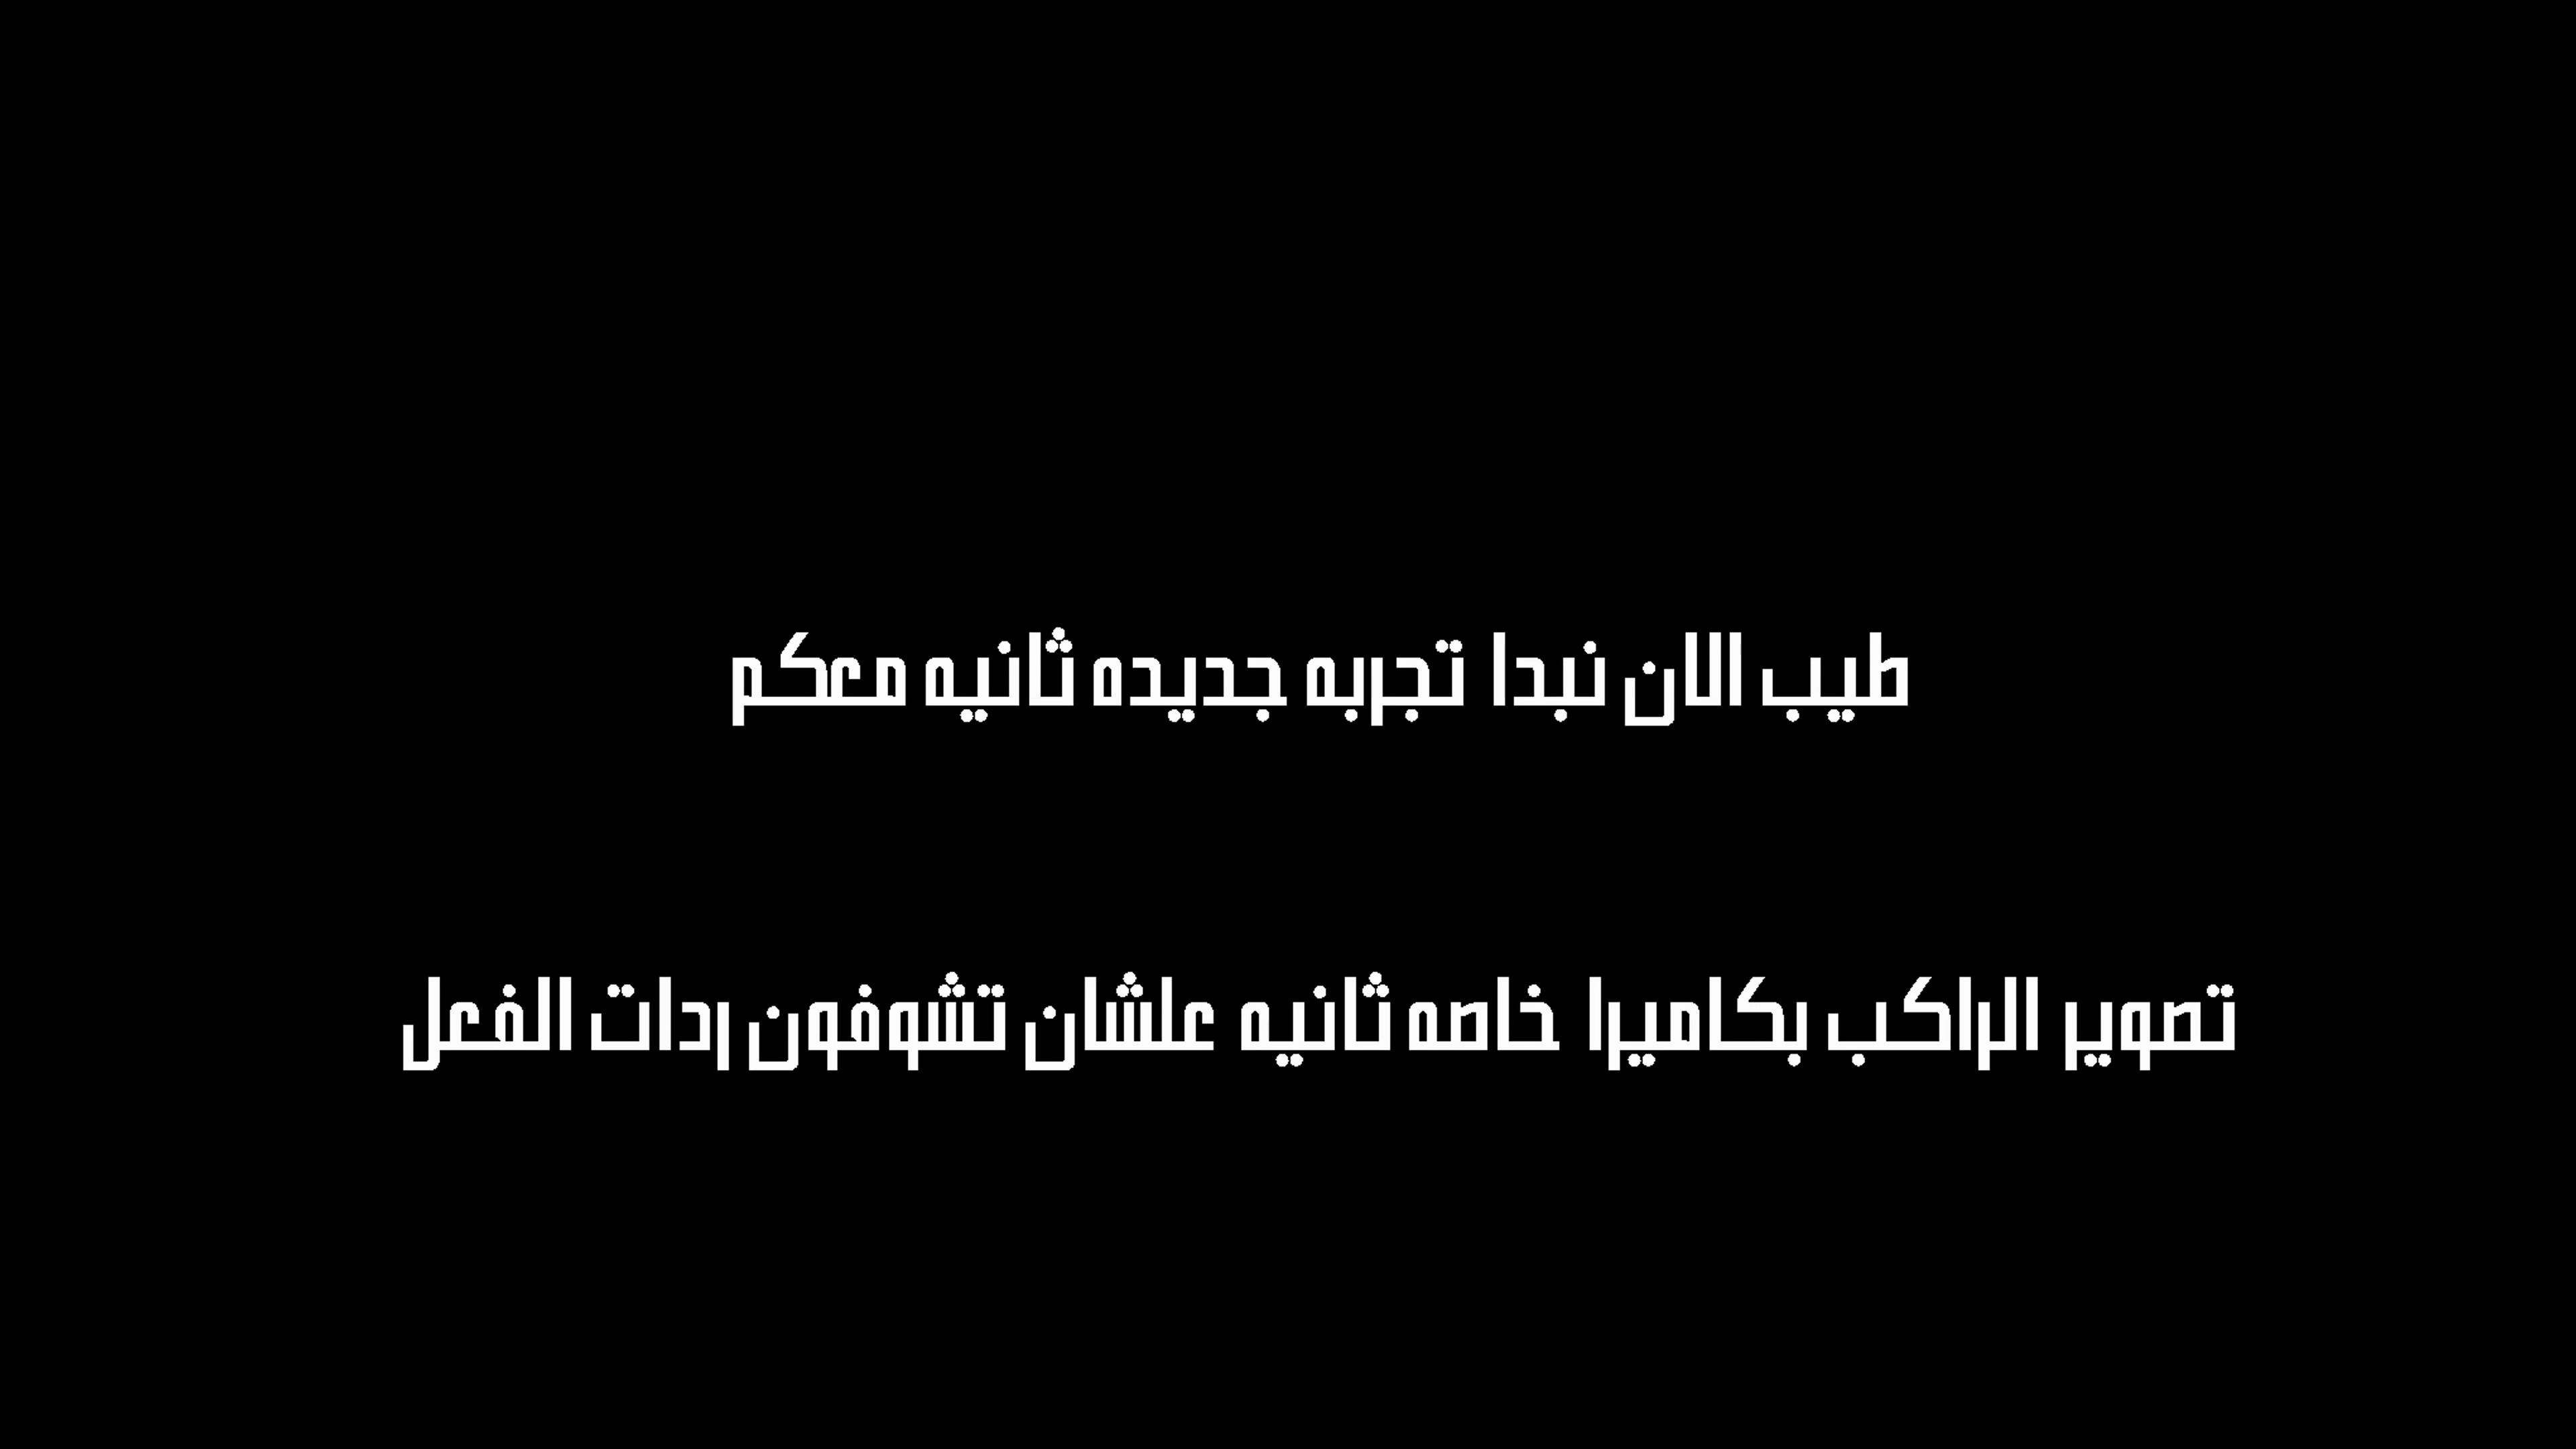 طيب الان نبدا تجربه جديده ثانيه معكم
تصوير الراكب بكاميرا خاصه ثانيه علشان تشوفون ردات الفعل